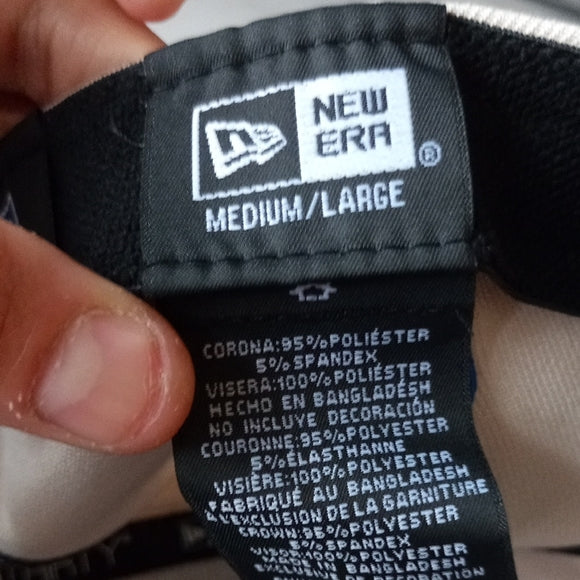 NEW
ERA
®
MEDIUM/LARGE
CORONA:95%POLIÉSTER
5%SPANDEX
VISERA:100%POLIÉSTER
HECHO EN BANGLADÉSH
NO INCLUYE DECORACIÓN
COURONNE:95%POLYESTER
5%ÉLASTHANNE
VISIÈRE:100%POLYESTER
FABRIQUÉ AU BANGLADESH
À L'EXCLUSION DE LA GARNITURE
CROWN:95%POLYESTER
5%SPANDEX